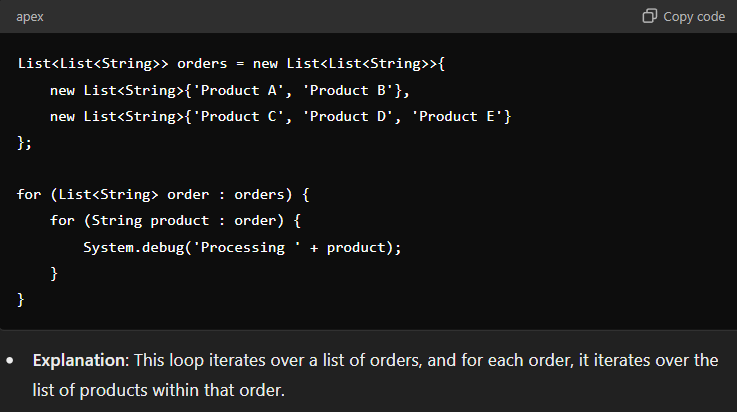 apex
Copy code
List<List<String>> orders = new List<List<String>>{
    new List<String>{'Product A', 'Product B'},
    new List<String>{'Product C', 'Product D', 'Product E'}
};
for (List<String> order : orders) {
    for (String product : order) {
        System.debug('Processing ' + product);
    }
}
• Explanation: This loop iterates over a list of orders, and for each order, it iterates over the
list of products within that order.